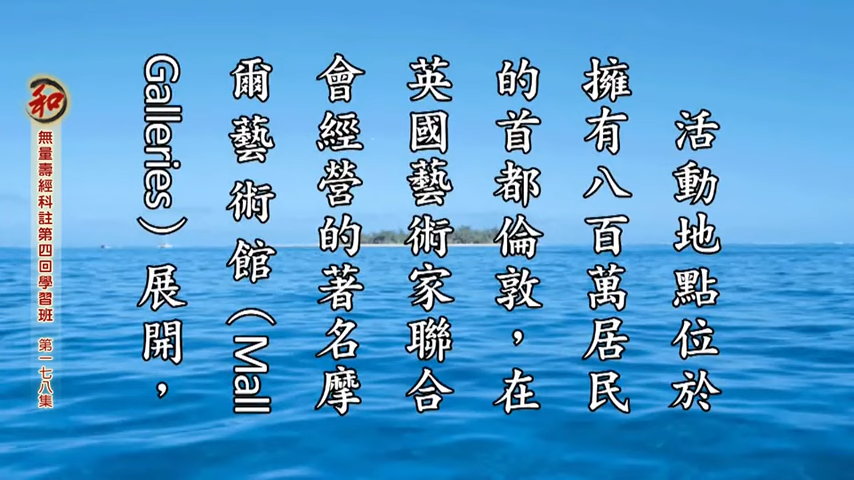 活動地點位於
擁有八百萬居民
的首都倫敦，在
英國藝術家聯合
會經營的著名摩
爾藝術館（Mall
Galleries）展開，
和
無量壽經科註第四回學習班 第一七八集